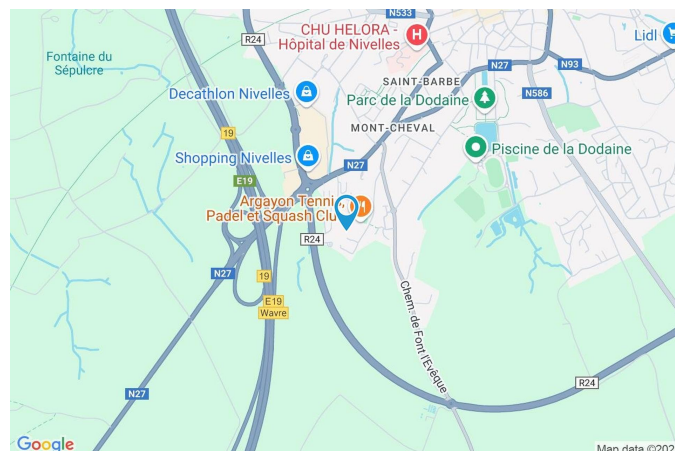 N533
CHU HELORA -
Hôpital de Nivelles
R24
Lidl
Fontaine du
Sépulcre
SAINT-BARBE
N27
N93
Decathlon Nivelles
Parc de la Dodaine
N586
MONT-CHEVAL
19
Piscine de la Dodaine
Shopping Nivelles
N27
E19
Argayon Tenni
Padel et Squash Clu
R24
N27
19
E19
Wavre
Chem. de Font l'Evêque
R24
N27
Google
Map data ©202